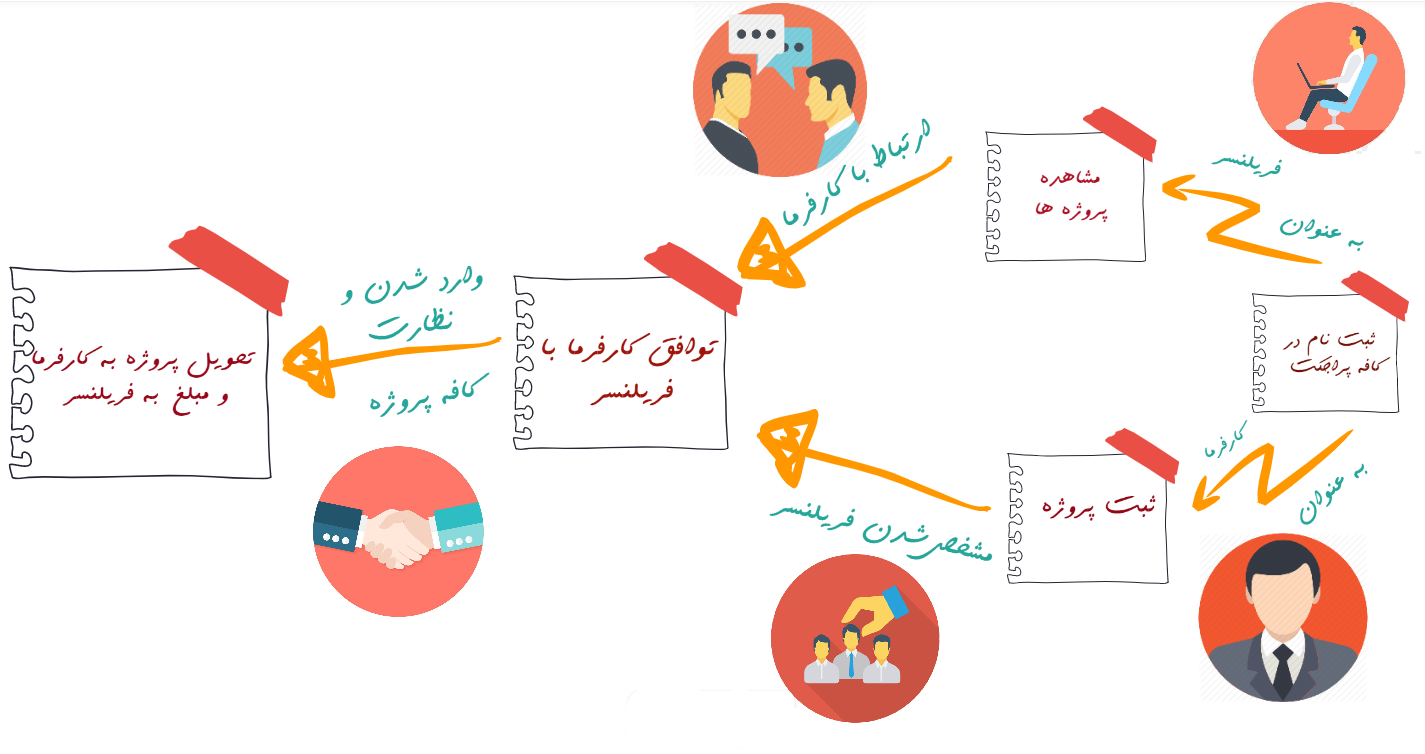 ثبت نام در
کافه پراجکت
به عنوان
فریلنسر
مشاهده
پروژه ها
ارتباط با کارفرما
به عنوان
کارفرما
ثبت پروژه
مشخص شدن فریلنسر
توافق کارفرما با
فریلنسر
وارد شدن و
نظارت
کافه پروژه
تحویل پروژه به کارفرما
و مبلغ به فریلنسر